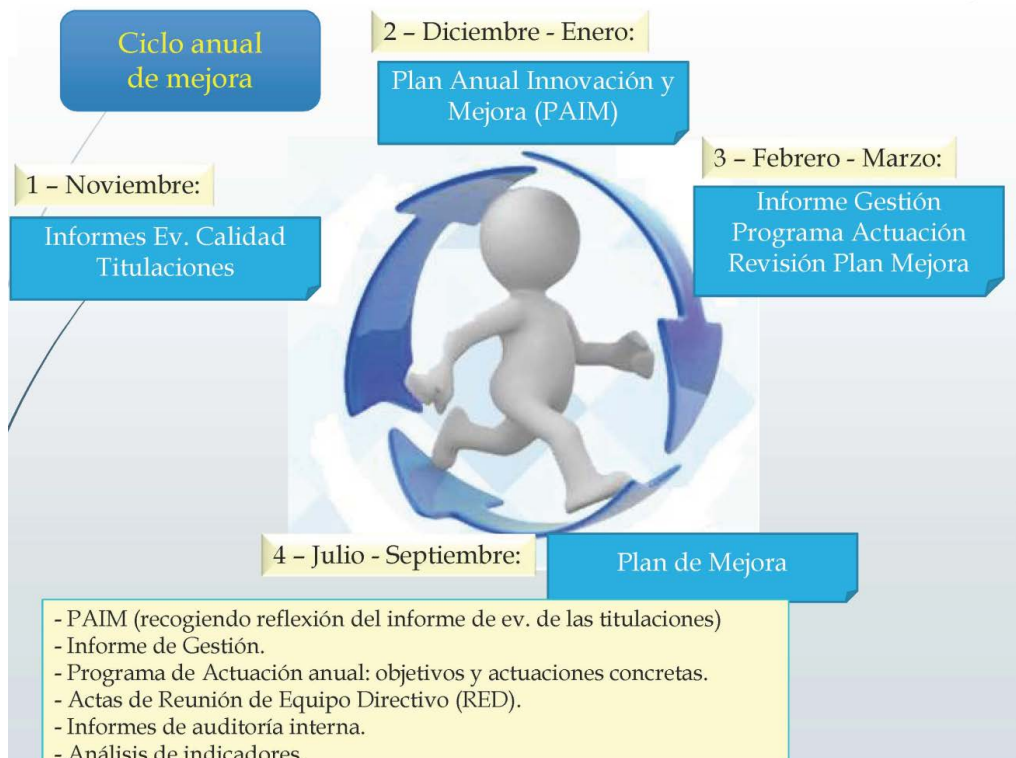 Ciclo anual
de mejora
2 – Diciembre - Enero:
Plan Anual Innovación y
Mejora (PAIM)
3 – Febrero - Marzo:
Informe Gestión
Programa Actuación
Revisión Plan Mejora
1 – Noviembre:
Informes Ev. Calidad
Titulaciones
4 – Julio - Septiembre:
Plan de Mejora
- PAIM (recogiendo reflexión del informe de ev. de las titulaciones)
- Informe de Gestión.
- Programa de Actuación anual: objetivos y actuaciones concretas.
- Actas de Reunión de Equipo Directivo (RED).
- Informes de auditoría interna.
- Análisis de indicadores